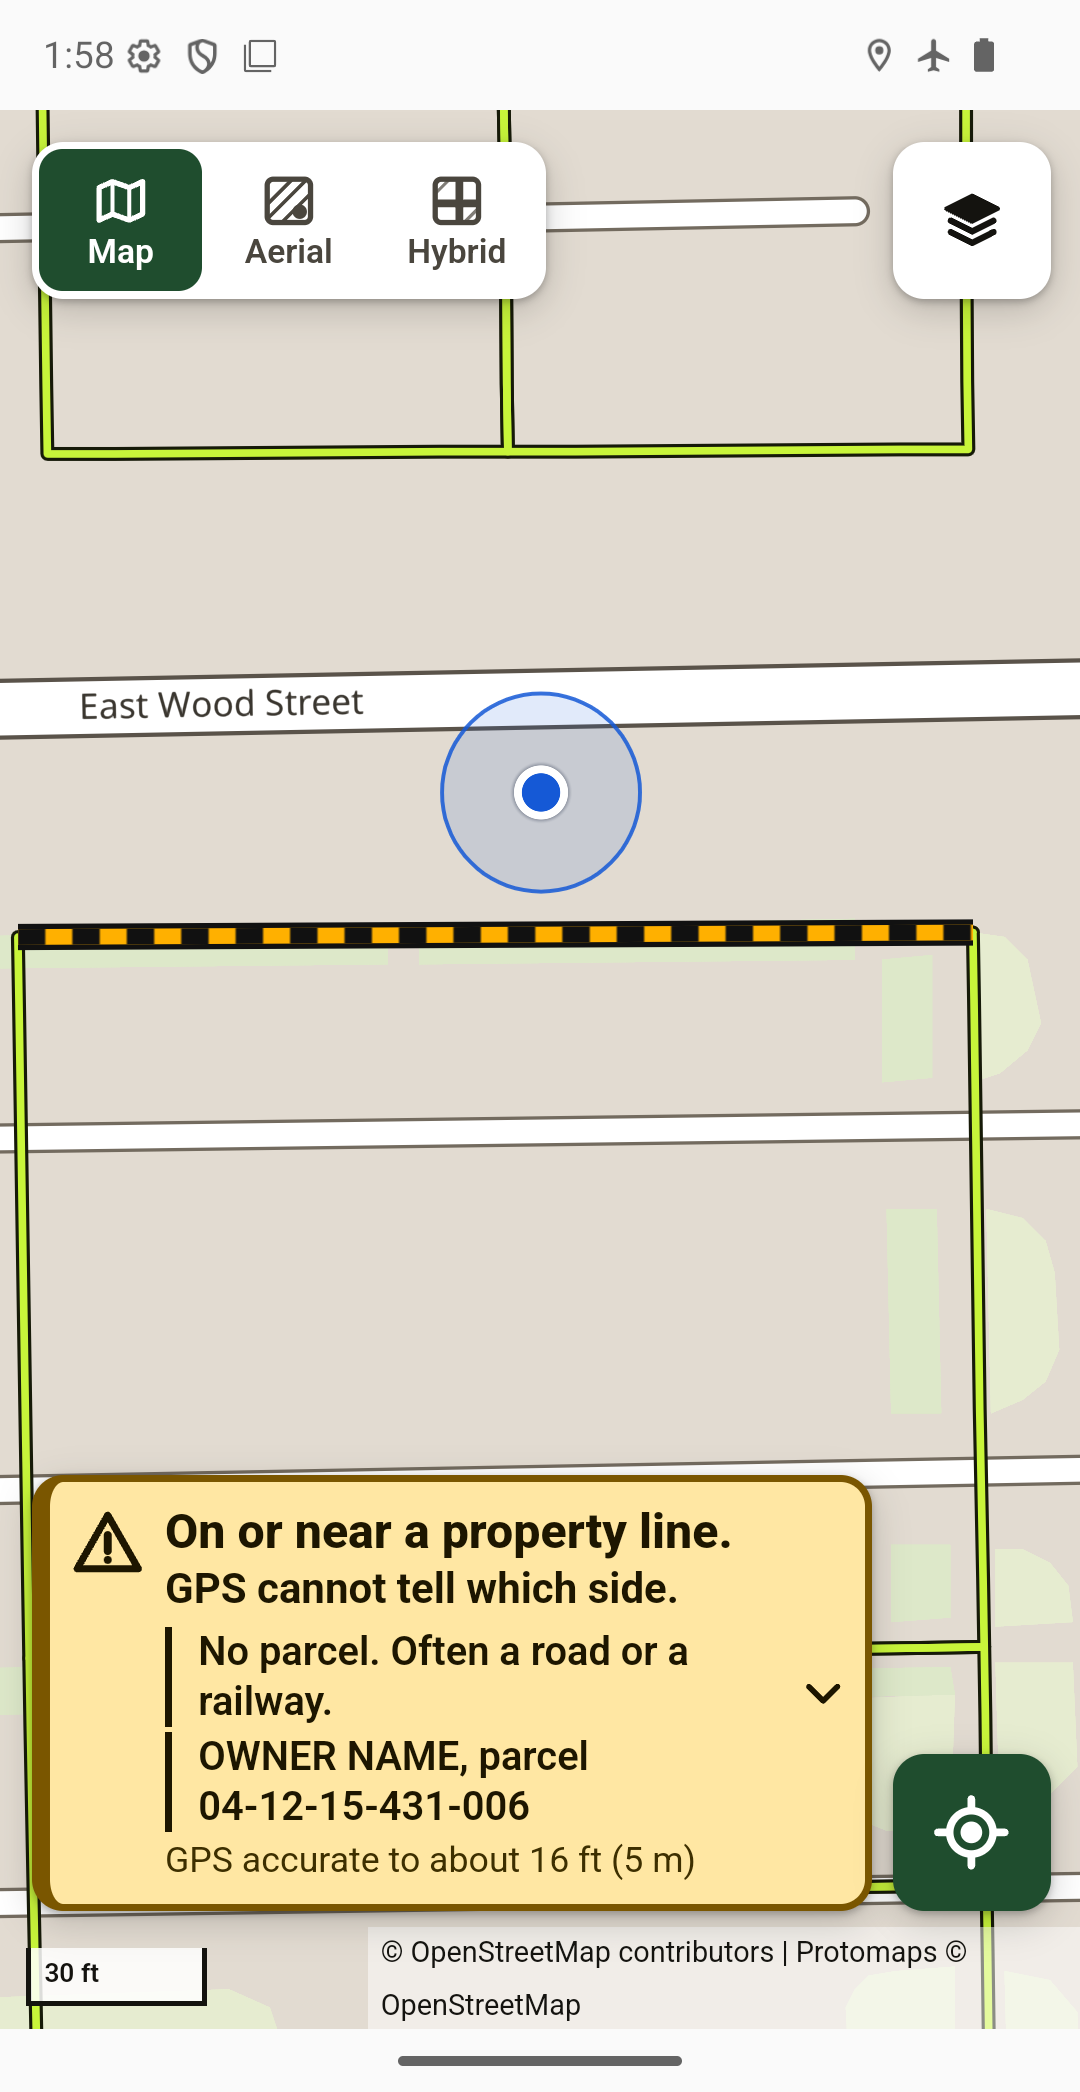 1:58
Map
Aerial
Hybrid
East Wood Street
On or near a property line.
GPS cannot tell which side.
No parcel. Often a road or a
railway.
OWNER NAME, parcel
04-12-15-431-006
GPS accurate to about 16 ft (5 m)
30 ft
© OpenStreetMap contributors | Protomaps ©
OpenStreetMap